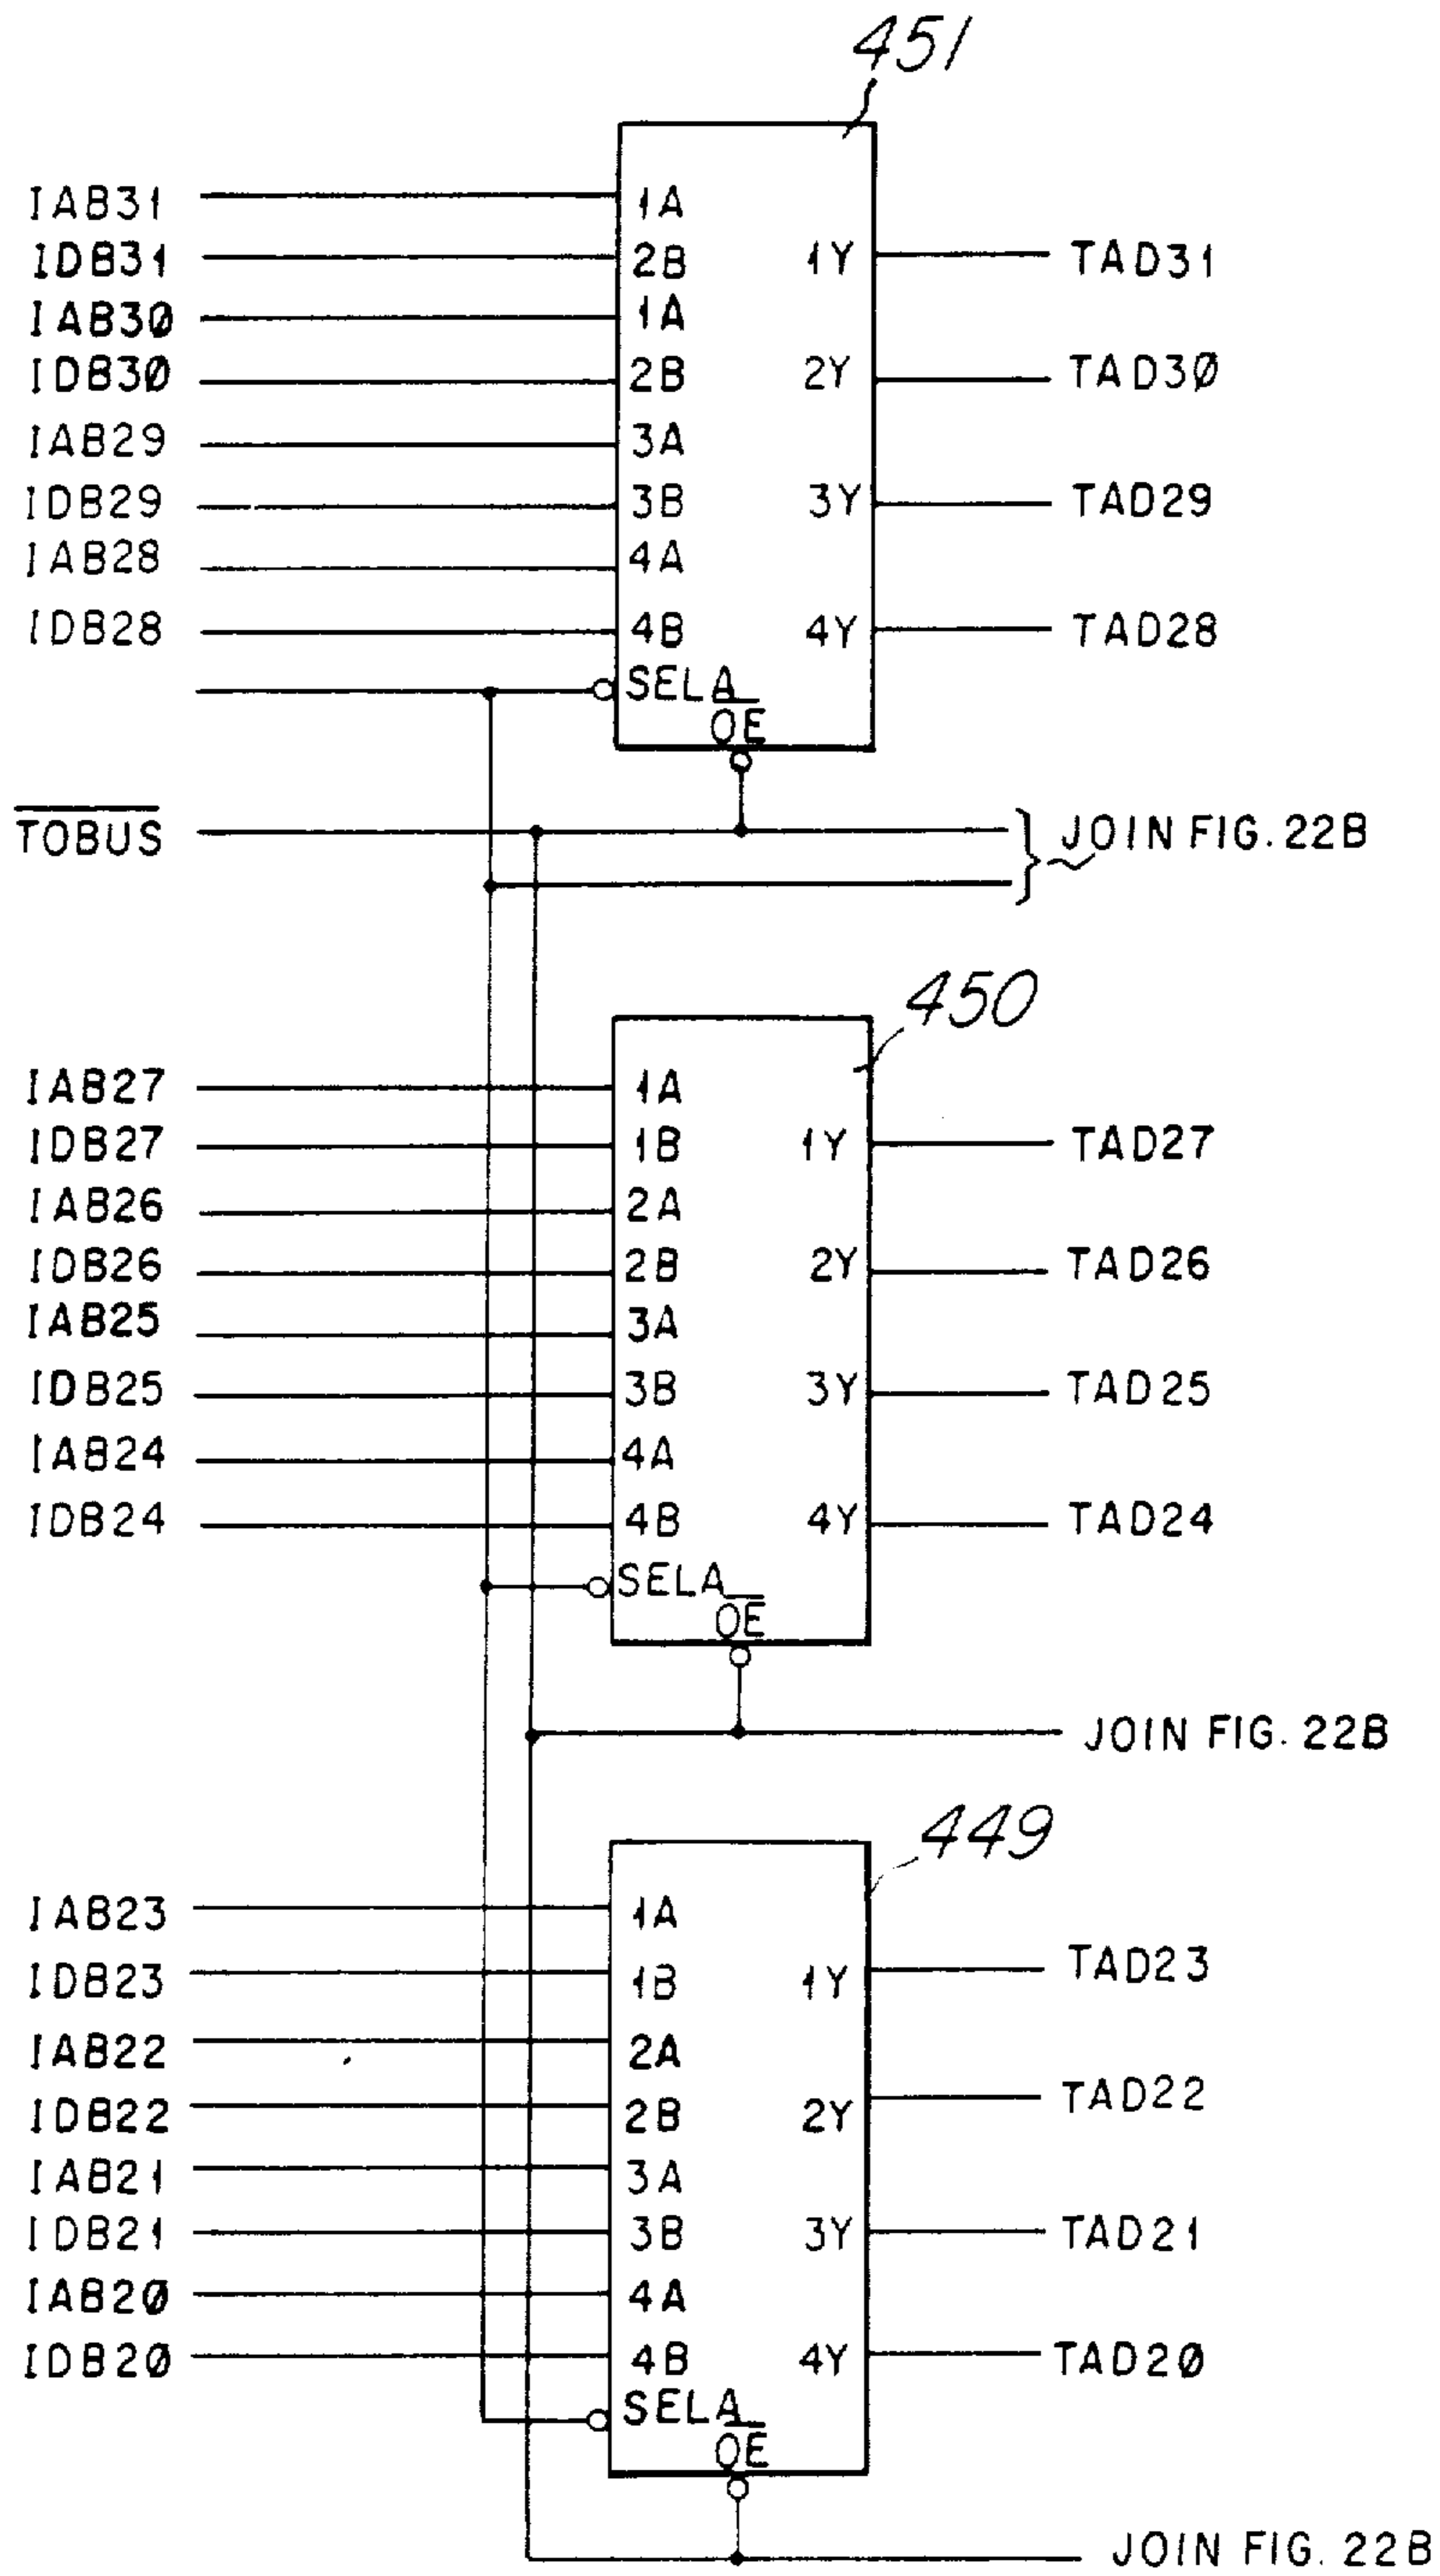 451
IAB31 1A
IDB31 2B 1Y TAD31
IAB30 1A
IDB30 2B 2Y TAD30
IAB29 3A
IDB29 3B 3Y TAD29
IAB28 4A
IDB28 4B 4Y TAD28
SELA
OE
TOBUS JOIN FIG. 22B
450
IAB27 1A
IDB27 1B 1Y TAD27
IAB26 2A
IDB26 2B 2Y TAD26
IAB25 3A
IDB25 3B 3Y TAD25
IAB24 4A
IDB24 4B 4Y TAD24
SELA
OE
JOIN FIG. 22B
449
IAB23 1A
IDB23 1B 1Y TAD23
IAB22 2A
IDB22 2B 2Y TAD22
IAB21 3A
IDB21 3B 3Y TAD21
IAB20 4A
IDB20 4B 4Y TAD20
SELA
OE
JOIN FIG. 22B